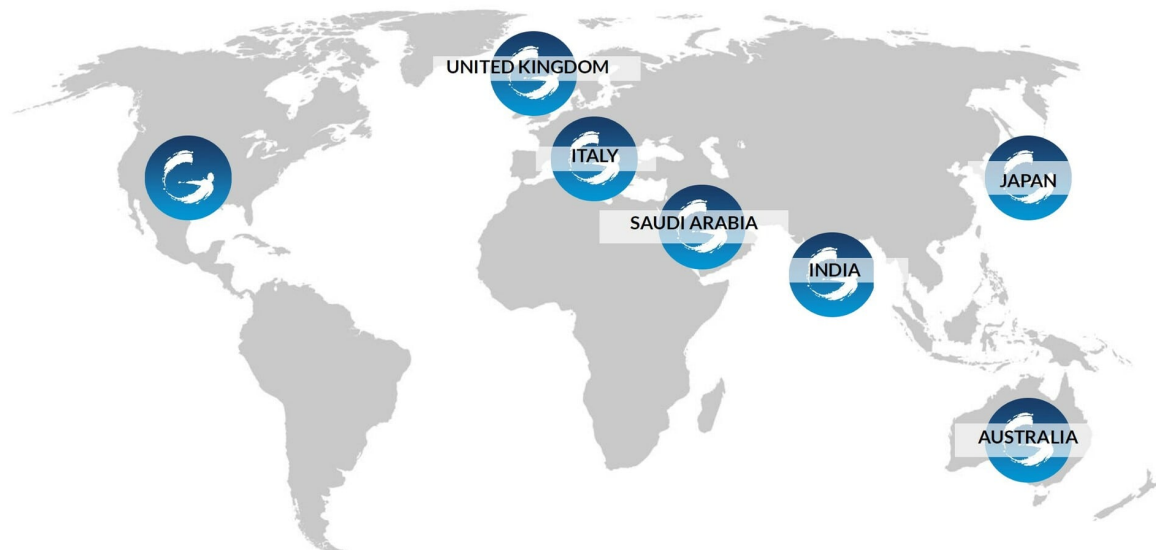 UNITED KINGDOM
ITALY
JAPAN
SAUDI ARABIA
INDIA
AUSTRALIA